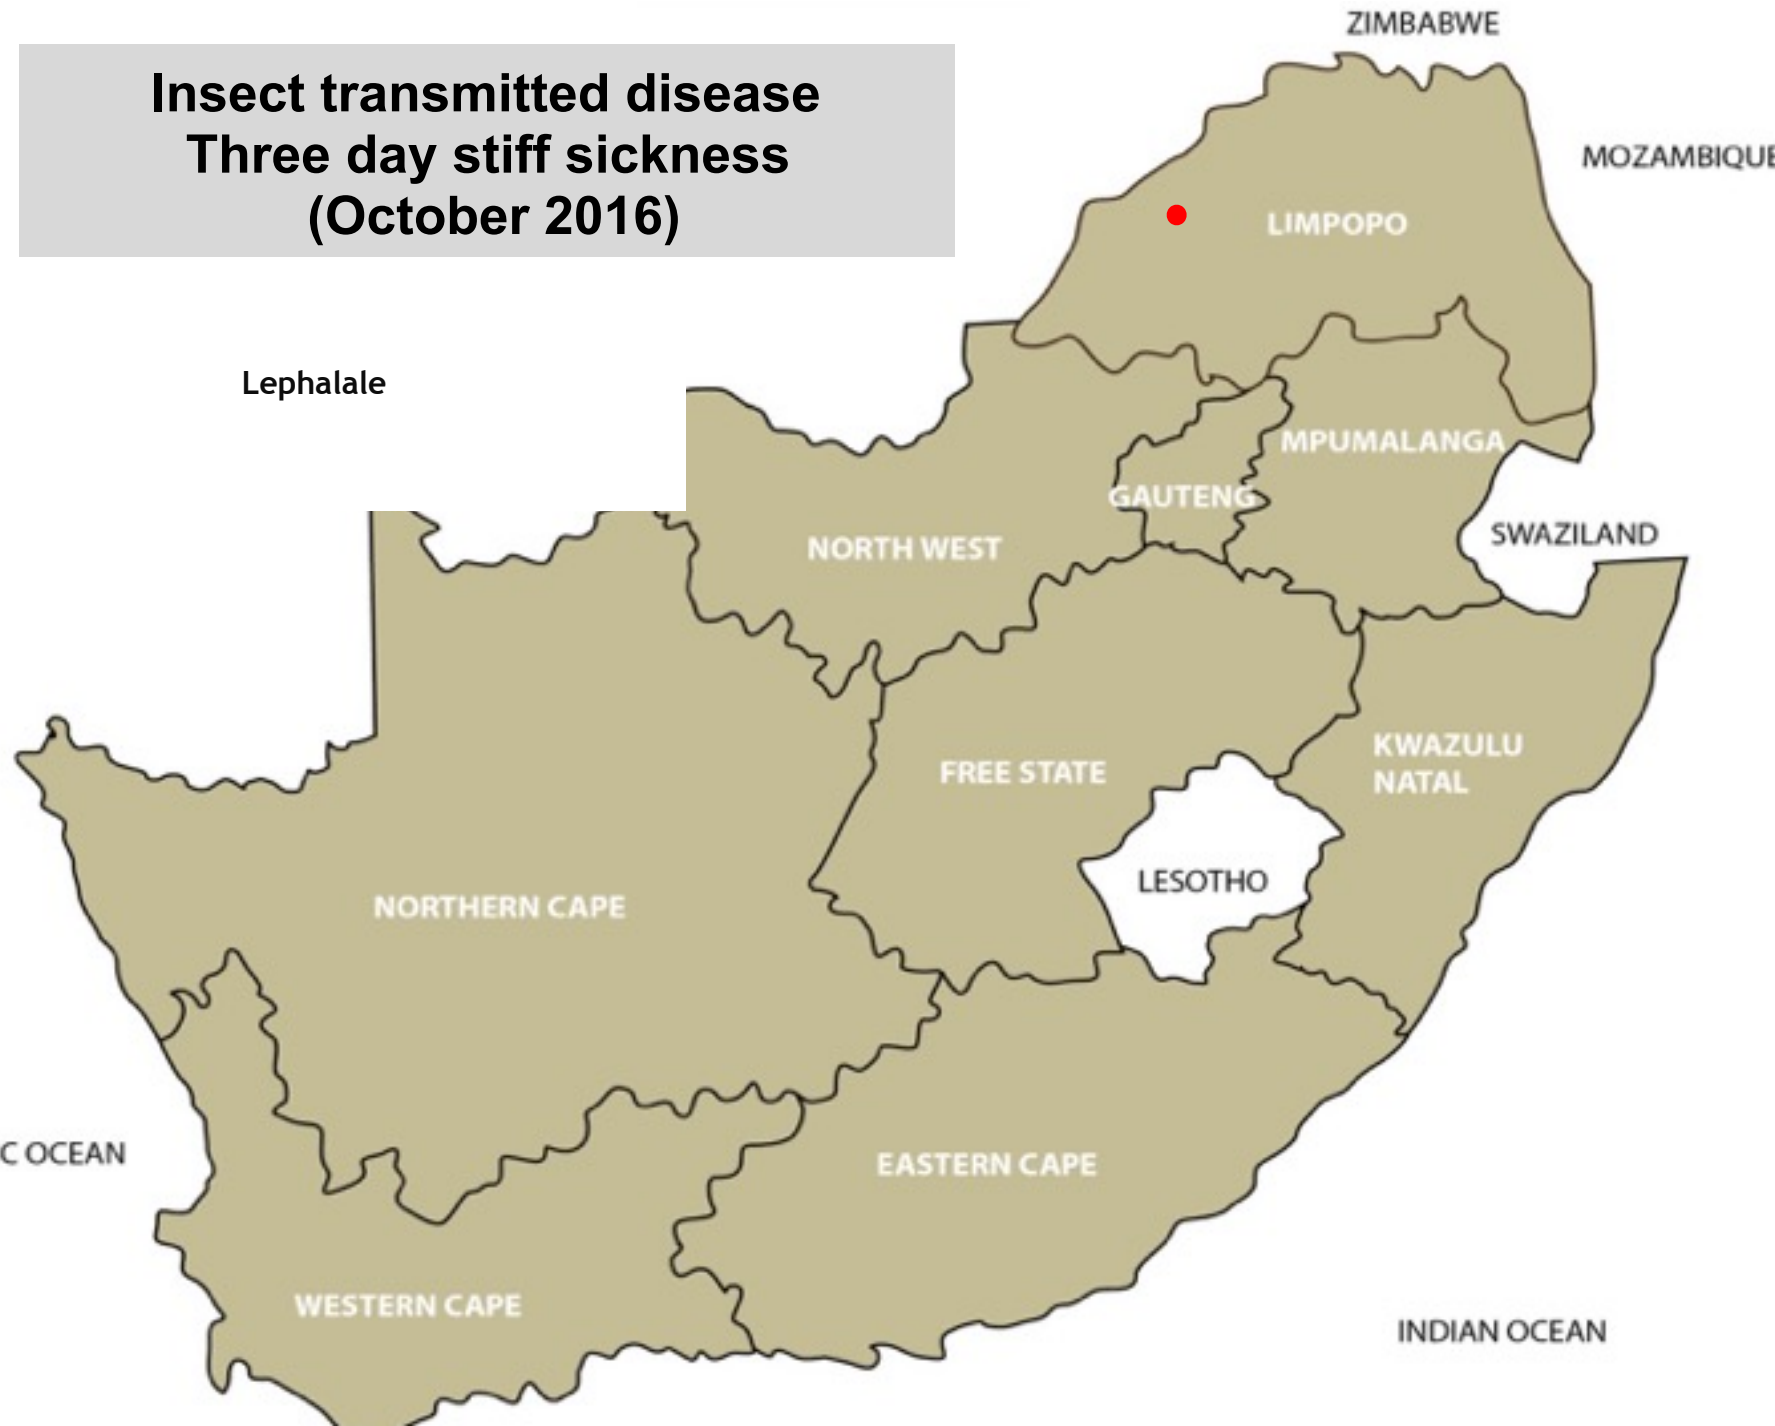 ZIMBABWE
Insect transmitted disease
Three day stiff sickness
(October 2016)
MOZAMBIQUE
LIMPOPO
Lephalale
MPUMALANGA
GAUTENG
SWAZILAND
NORTH WEST
KWAZULU
NATAL
FREE STATE
LESOTHO
NORTHERN CAPE
C OCEAN
EASTERN CAPE
WESTERN CAPE
INDIAN OCEAN